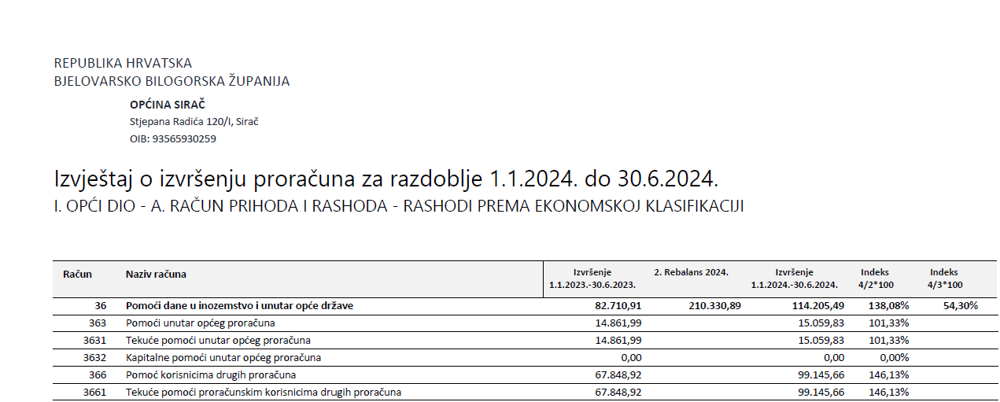 REPUBLIKA HRVATSKA
BJELOVARSKO BILOGORSKA ŽUPANIJA
OPĆINA SIRAČ
Stjepana Radića 120/I, Sirač
OIB: 93565930259
Izvještaj o izvršenju proračuna za razdoblje 1.1.2024. do 30.6.2024.
I. OPĆI DIO - A. RAČUN PRIHODA I RASHODA - RASHODI PREMA EKONOMSKOJ KLASIFIKACIJI
Račun Naziv računa Izvršenje 1.1.2023.-30.6.2023. 2. Rebalans 2024. Izvršenje 1.1.2024.-30.6.2024. Indeks 4/2*100 Indeks 4/3*100
36 Pomoći dane u inozemstvo i unutar opće države 82.710,91 210.330,89 114.205,49 138,08% 54,30%
363 Pomoći unutar općeg proračuna 14.861,99 15.059,83 101,33%
3631 Tekuće pomoći unutar općeg proračuna 14.861,99 15.059,83 101,33%
3632 Kapitalne pomoći unutar općeg proračuna 0,00 0,00 0,00%
366 Pomoć korisnicima drugih proračuna 67.848,92 99.145,66 146,13%
3661 Tekuće pomoći proračunskim korisnicima drugih proračuna 67.848,92 99.145,66 146,13%